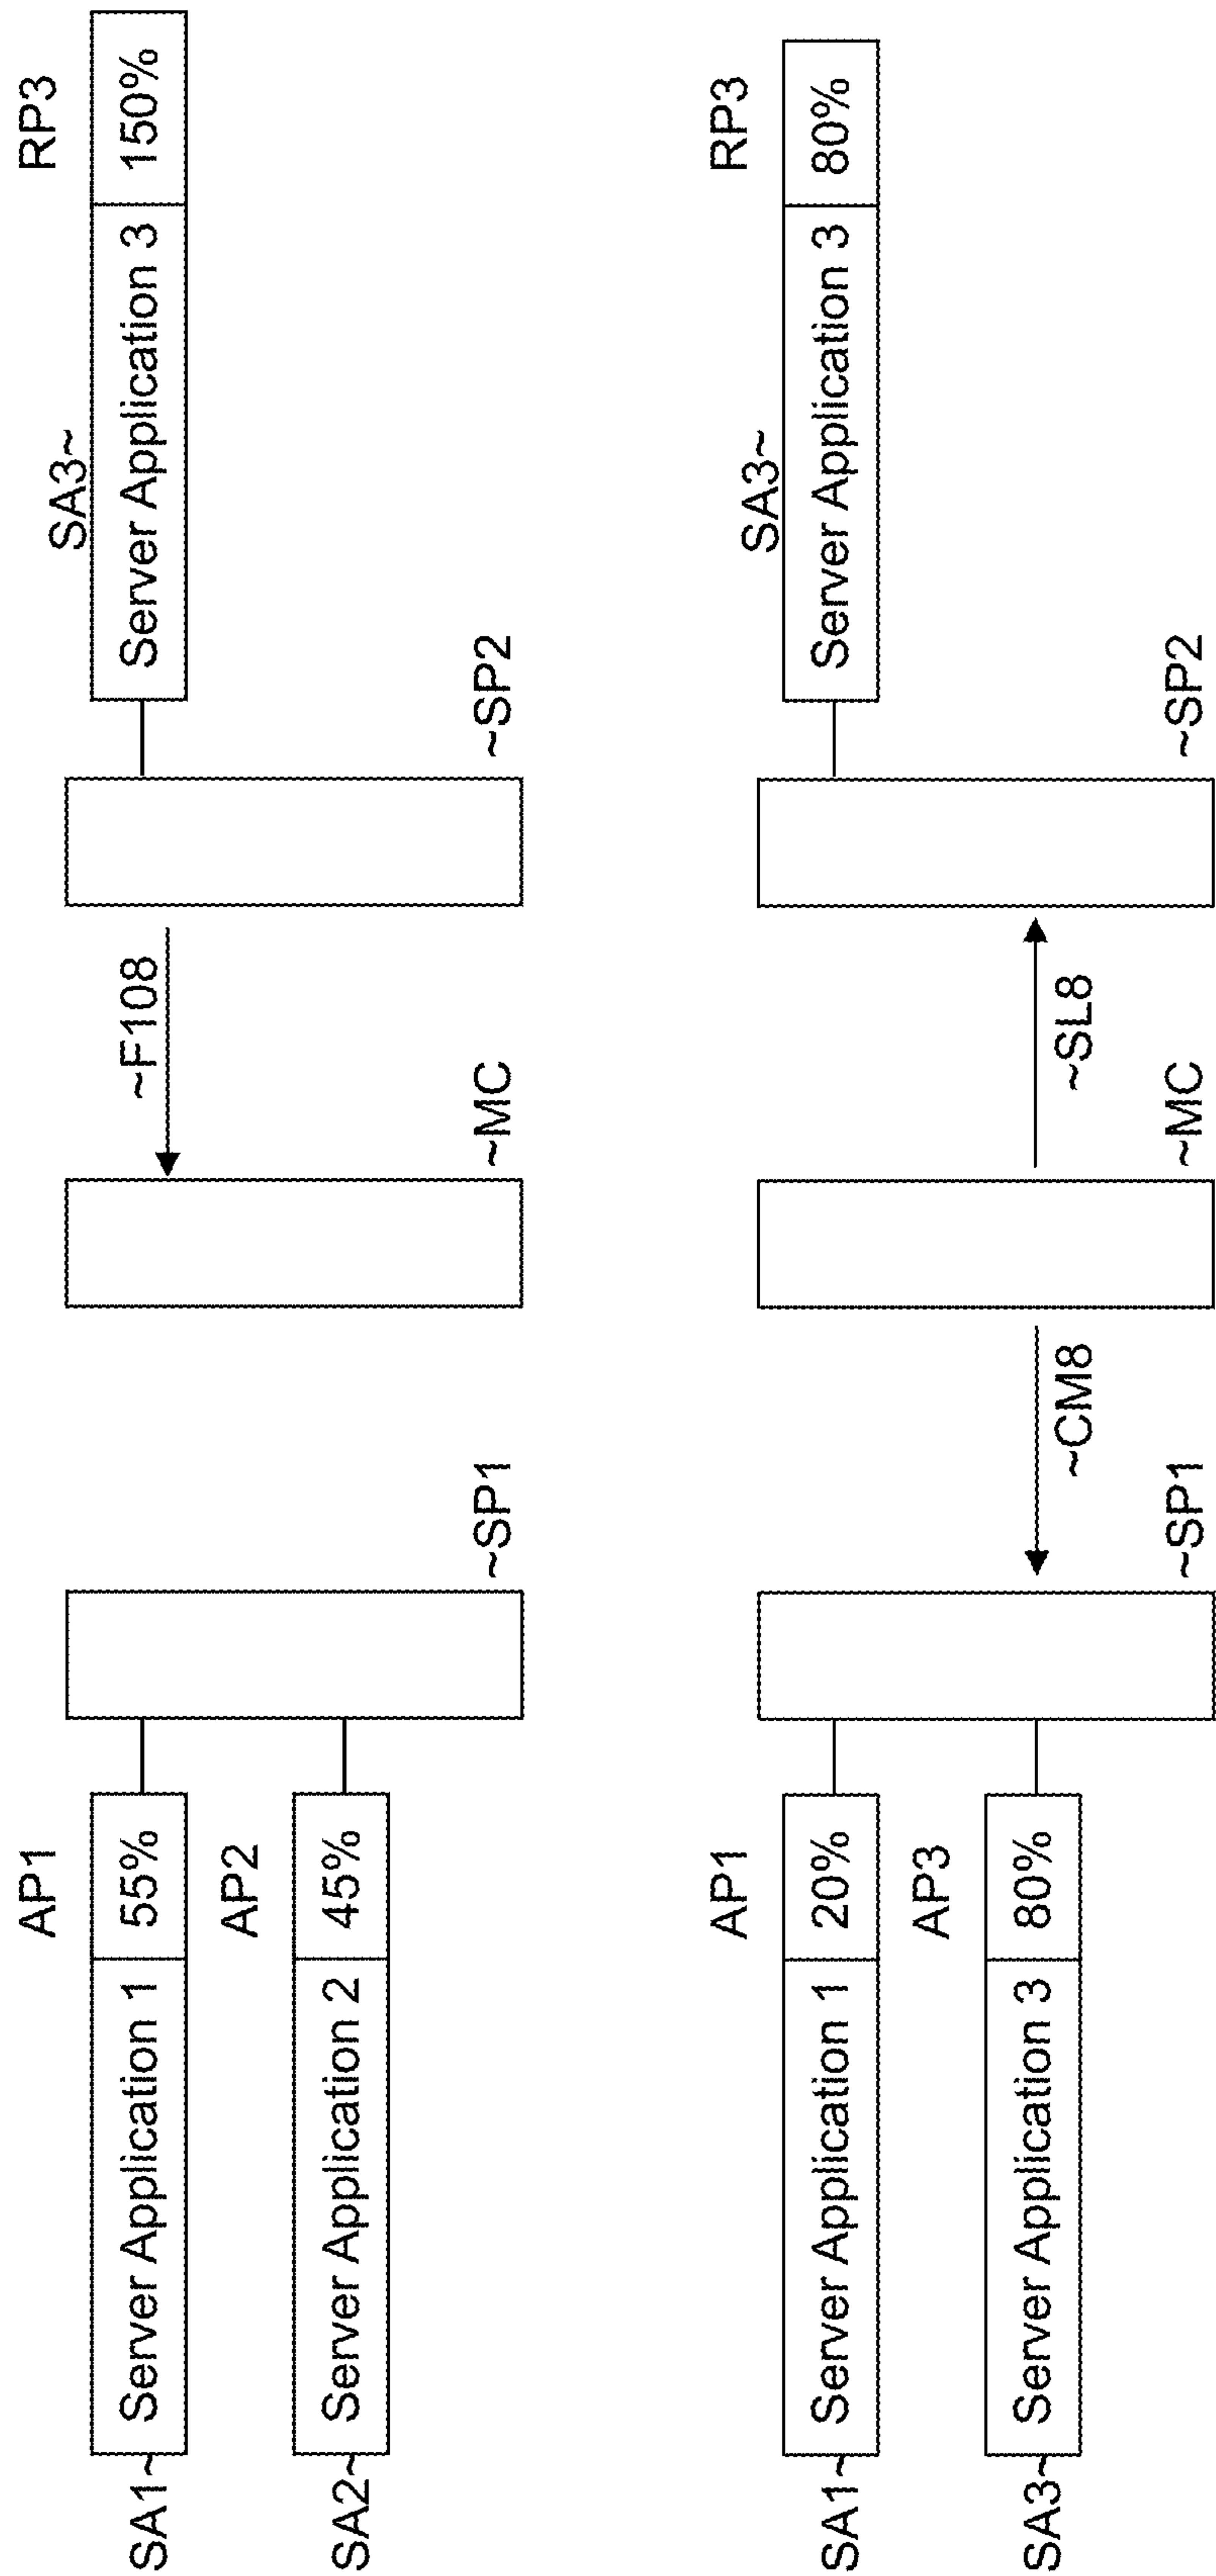 AP1
RP3
SA1~ Server Application 1 55%
SA3~
Server Application 3 150%
~F108
AP2
SA2~ Server Application 2 45%
~SP1
~MC
~SP2
AP1
RP3
SA1~ Server Application 1 20%
SA3~
Server Application 3 80%
AP3
SA3~ Server Application 3 80%
~CM8
~SL8
~SP1
~MC
~SP2